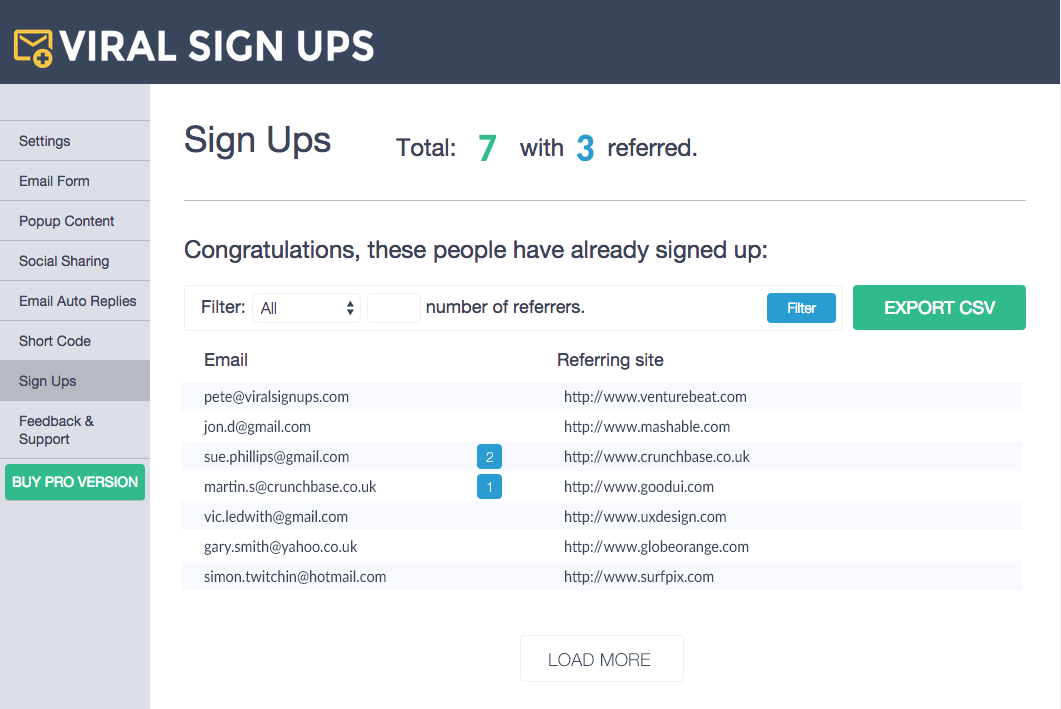 VIRAL SIGN UPS
Settings
Email Form
Popup Content
Social Sharing
Email Auto Replies
Short Code
Sign Ups
Feedback &
Support
BUY PRO VERSION
Sign Ups
Total: 7 with 3 referred.
Congratulations, these people have already signed up:
Filter: All number of referrers. Filter EXPORT CSV
Email Referring site
pete@viralsignups.com http://www.venturebeat.com
jon.d@gmail.com http://www.mashable.com
sue.phillips@gmail.com 2 http://www.crunchbase.co.uk
martin.s@crunchbase.co.uk 1 http://www.goodui.com
vic.ledwith@gmail.com http://www.uxdesign.com
gary.smith@yahoo.co.uk http://www.globeorange.com
simon.twitchin@hotmail.com http://www.surfpix.com
LOAD MORE